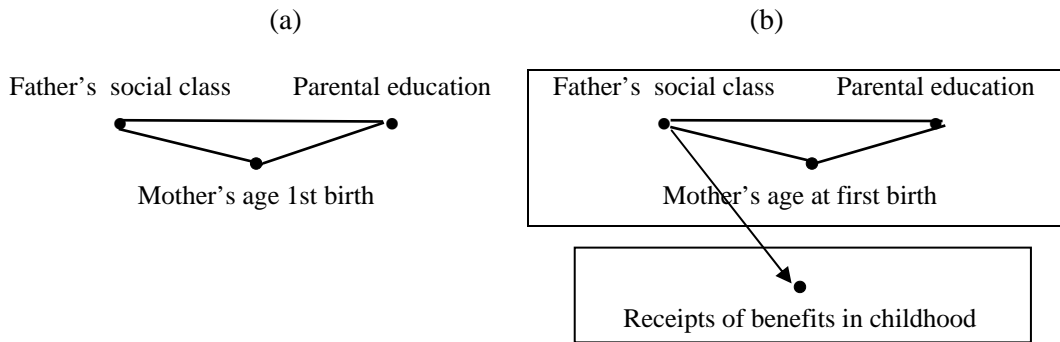 (a)
(b)
Father's social class
Parental education
Father's social class
Parental education
Mother's age 1st birth
Mother's age at first birth
Receipts of benefits in childhood